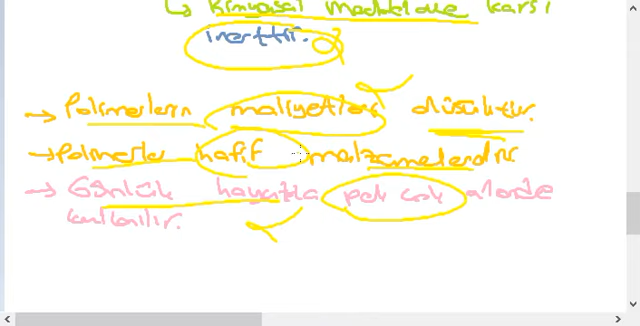 ↳ Kimyasal maddelere karşı
inerttir.
→ Polimerlerin maliyetleri düşüktür.
→ Polimerler hafif malzemelerdir
→ Günlük hayatta pek çok alanda
kullanılır.